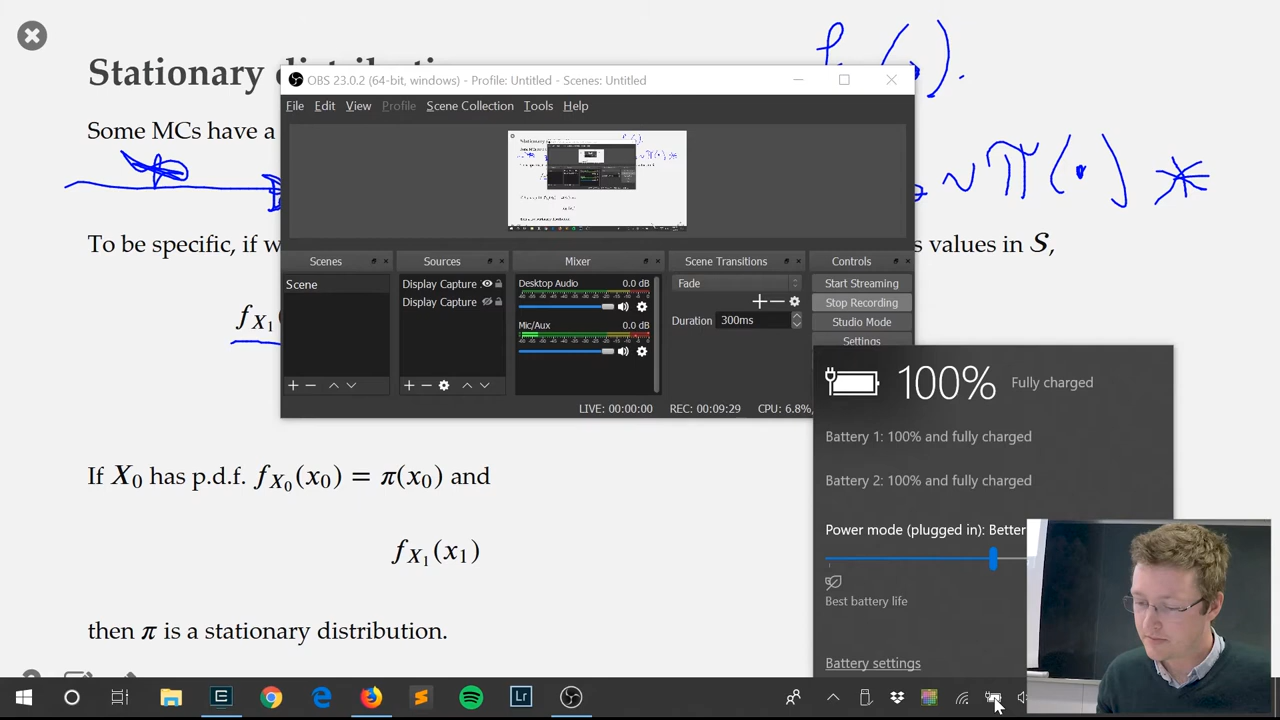 Stationary
OBS 23.0.2 (64-bit, windows) - Profile: Untitled - Scenes: Untitled
File Edit View Profile Scene Collection Tools Help
Some MCs have a
~π(·) *
To be specific, if
values in S,
Scenes
Sources
Mixer
Scene Transitions
Controls
Scene
Display Capture
Display Capture
Desktop Audio 0.0 dB
Mic/Aux 0.0 dB
Fade
Duration 300ms
Start Streaming
Stop Recording
Studio Mode
Settings
LIVE: 00:00:00 REC: 00:09:29 CPU: 6.8%,
100% Fully charged
Battery 1: 100% and fully charged
Battery 2: 100% and fully charged
Power mode (plugged in): Better
Best battery life
Battery settings
If X₀ has p.d.f. f_X₀(x₀) = π(x₀) and
f_X₁(x₁)
then π is a stationary distribution.
Lr